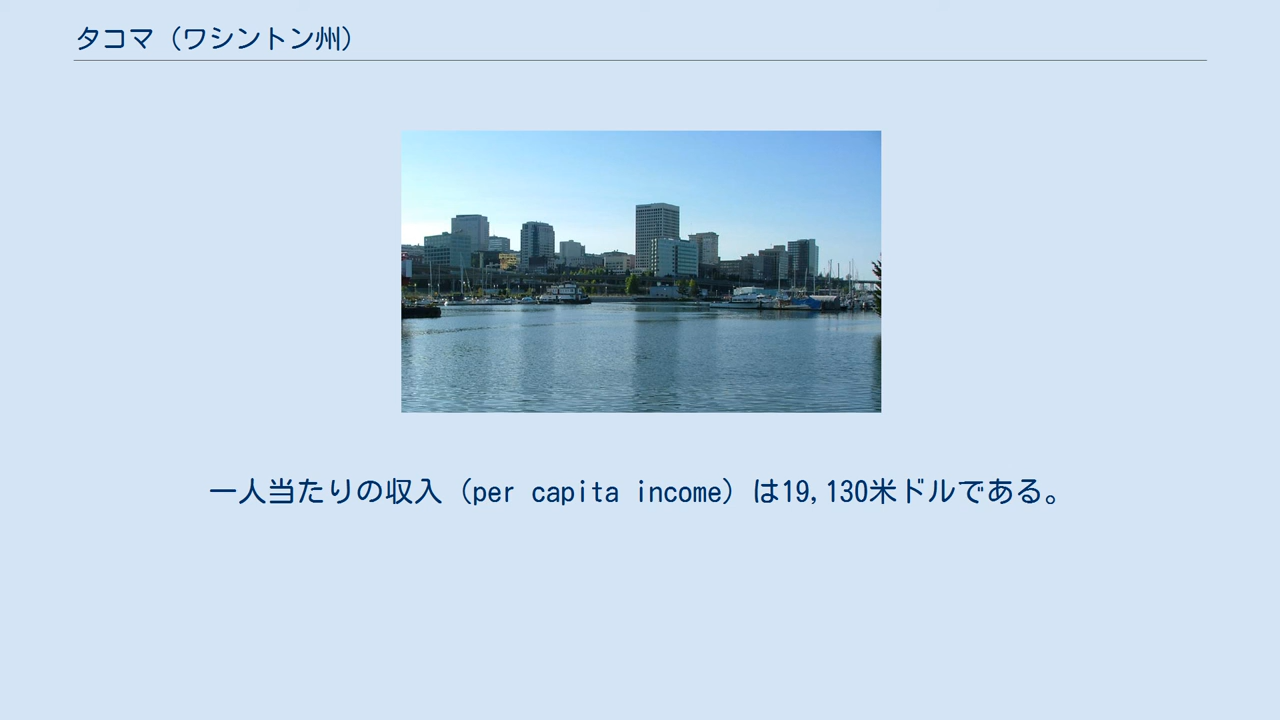 タコマ（ワシントン州）
一人当たりの収入（per capita income）は19,130米ドルである。